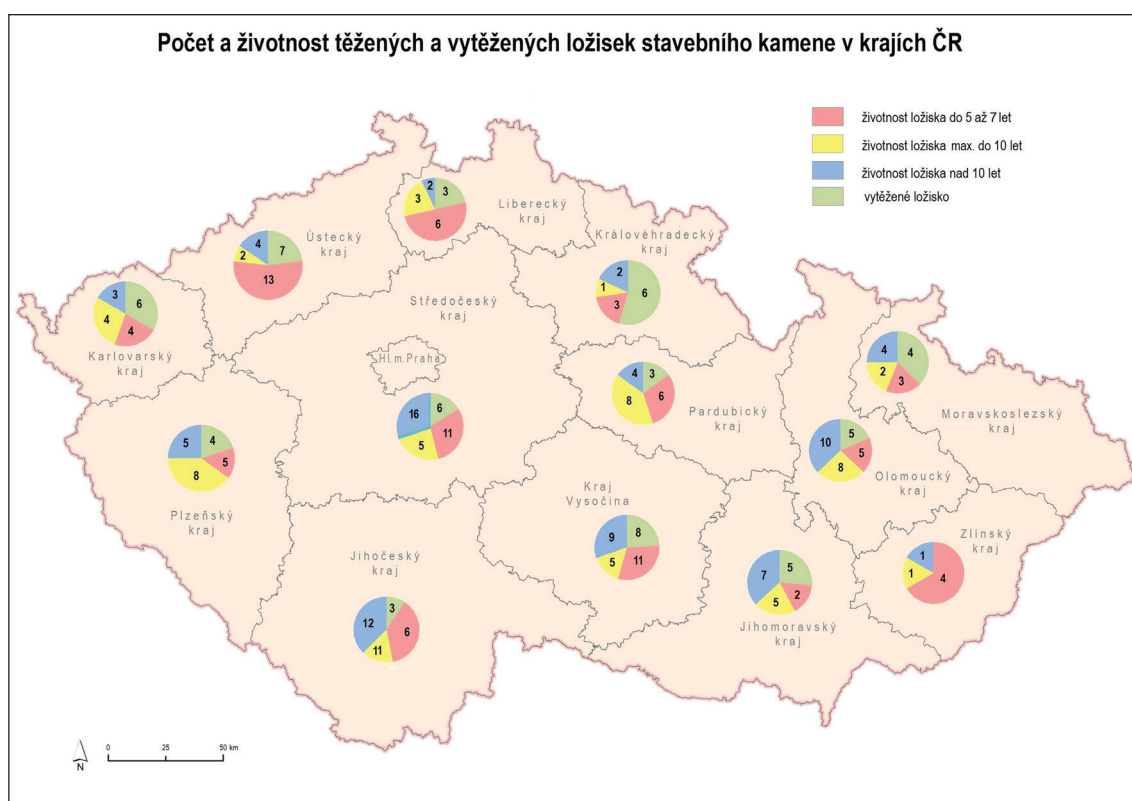 Počet a životnost těžených a vytěžených ložisek stavebního kamene v krajích ČR
životnost ložiska do 5 až 7 let
životnost ložiska max. do 10 let
životnost ložiska nad 10 let
vytěžené ložisko
2
3
3
6
Liberecký
kraj
Ústecký
kraj
4
7
2
13
Královéhradecký
kraj
2
6
1
3
Středočeský
kraj
3
6
4
4
Karlovarský
kraj
Hl.m.Praha
4
3
8
6
Pardubický
kraj
4
4
2
3
Moravskoslezský
kraj
16
6
5
11
5
4
8
5
Plzeňský
kraj
10
5
8
5
Olomoucký
kraj
Kraj
Vysočina
9
8
5
11
Jihočeský
kraj
12
3
11
6
7
5
5
2
Jihomoravský
kraj
Zlínský
kraj
1
1
4
N
0
25
50 km